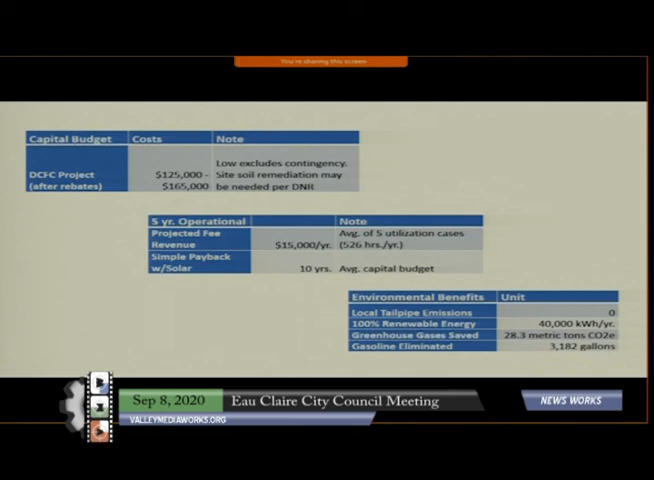 You're sharing this screen
Capital Budget Costs Note
DCFC Project (after rebates) $125,000 - $165,000 Low excludes contingency. Site soil remediation may be needed per DNR
5 yr. Operational Note
Projected Fee Revenue $15,000/yr. Avg. of 5 utilization cases (526 hrs./yr.)
Simple Payback w/Solar 10 yrs. Avg. capital budget
Environmental Benefits Unit
Local Tailpipe Emissions 0
100% Renewable Energy 40,000 kWh/yr.
Greenhouse Gases Saved 28.3 metric tons CO2e
Gasoline Eliminated 3,182 gallons
Sep 8, 2020 Eau Claire City Council Meeting NEWS WORKS
VALLEYMEDIAWORKS.ORG